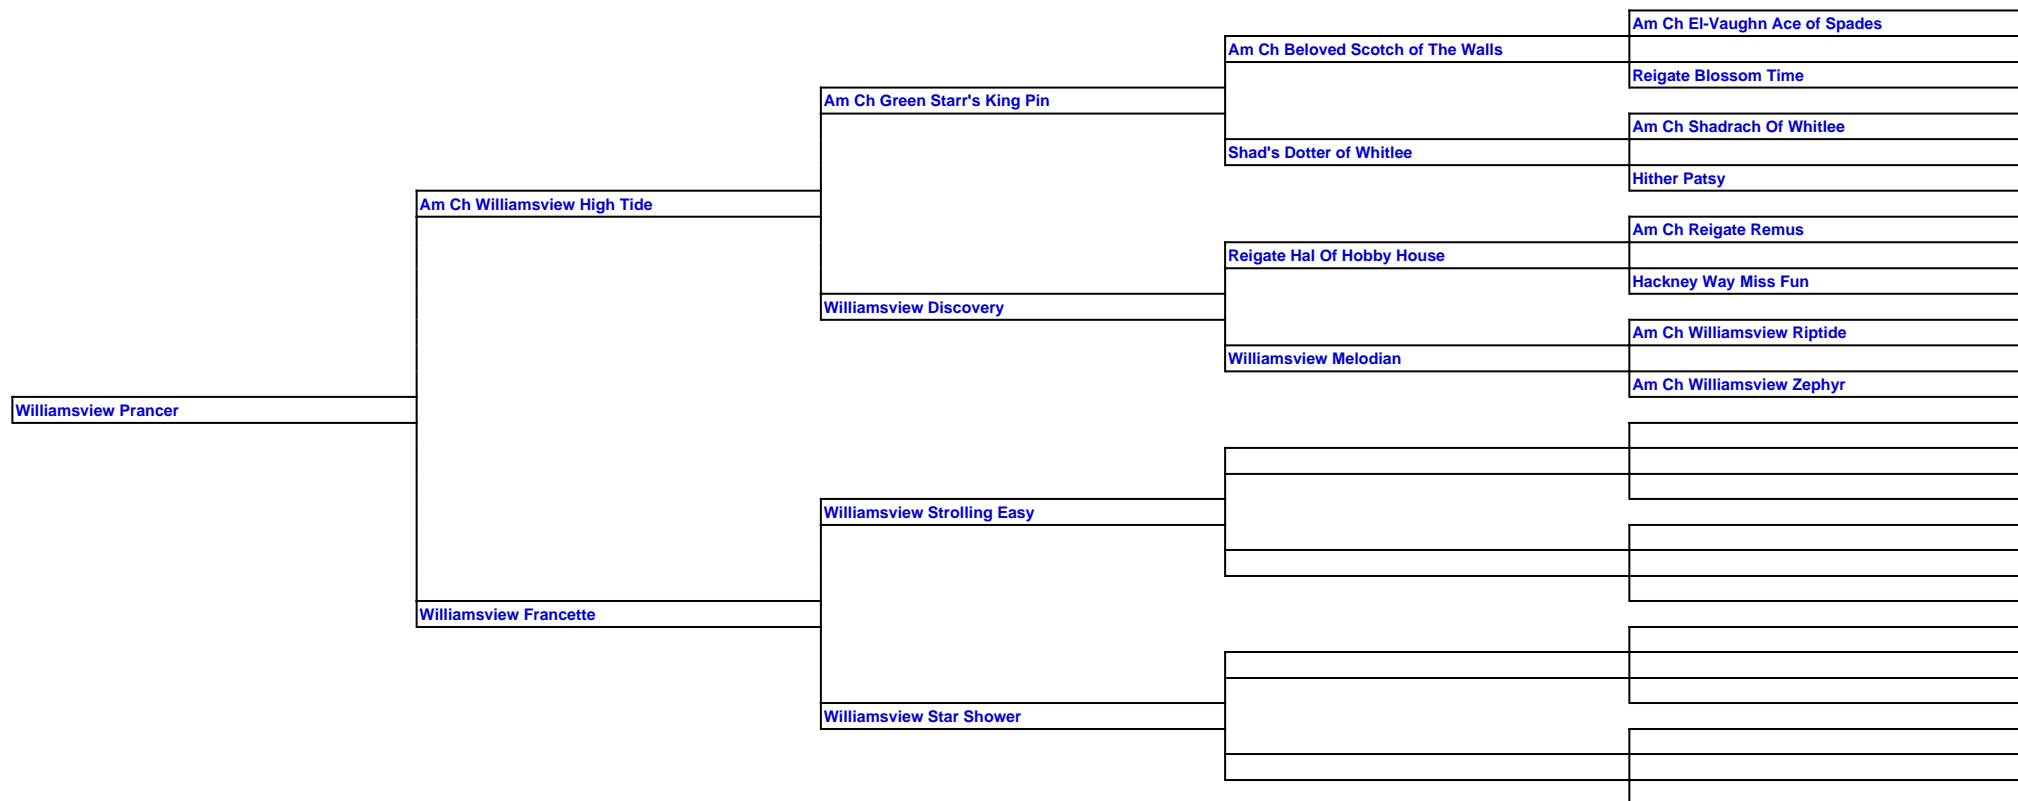 Am Ch El-Vaughn Ace of Spades
Am Ch Beloved Scotch of The Walls
Reigate Blossom Time
Am Ch Green Starr's King Pin
Am Ch Shadrach Of Whitlee
Shad's Dotter of Whitlee
Hither Patsy
Am Ch Williamsview High Tide
Am Ch Reigate Remus
Reigate Hal Of Hobby House
Hackney Way Miss Fun
Williamsview Discovery
Am Ch Williamsview Riptide
Williamsview Melodian
Am Ch Williamsview Zephyr
Williamsview Prancer
Williamsview Strolling Easy
Williamsview Francette
Williamsview Star Shower